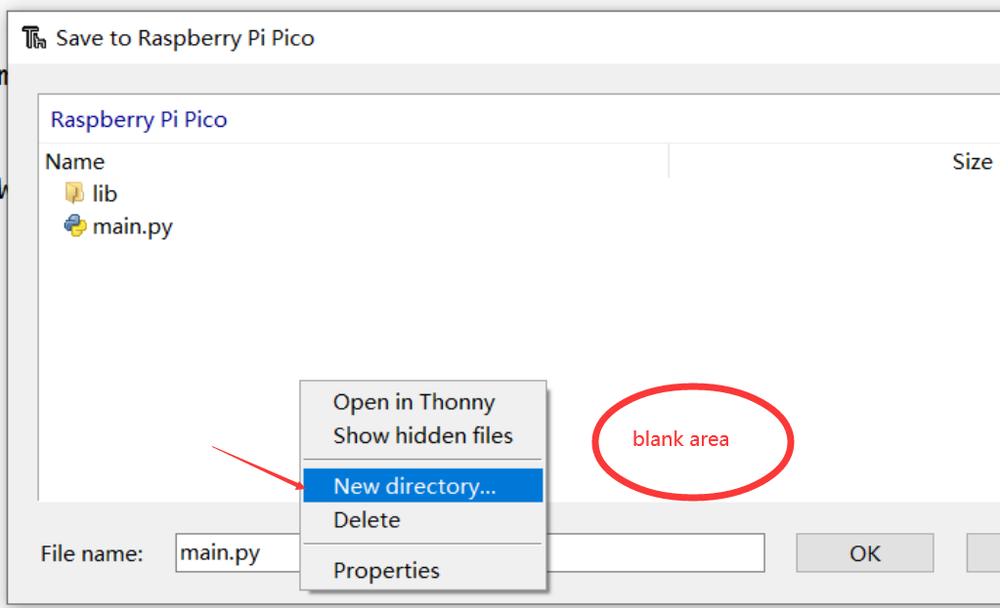 Save to Raspberry Pi Pico
Raspberry Pi Pico
Name Size
lib
main.py
Open in Thonny
Show hidden files
blank area
New directory...
Delete
File name: main.py OK
Properties